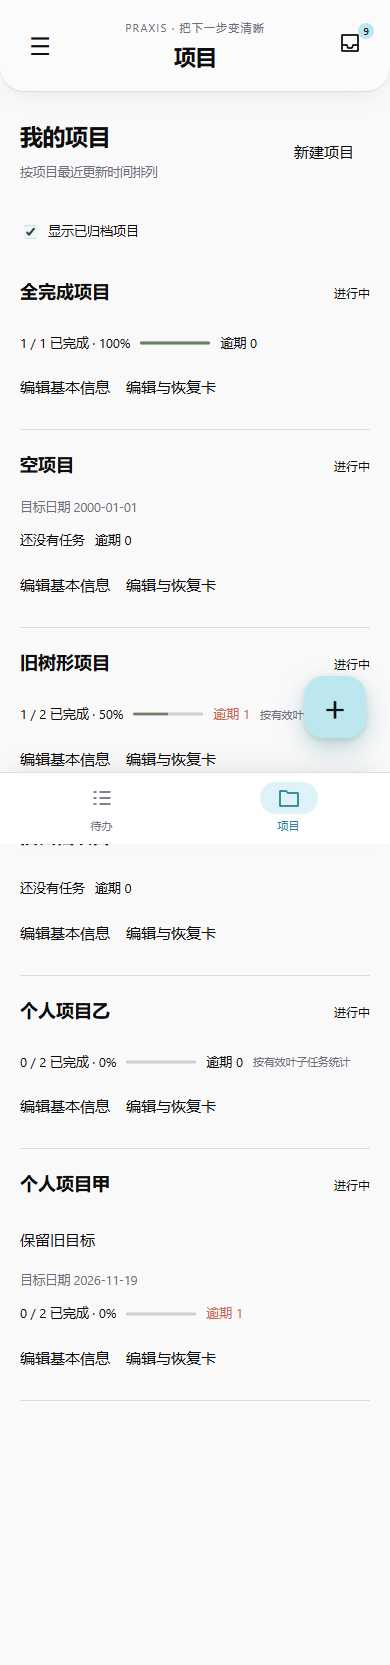 PRAXIS · 把下一步变清晰
项目
9
我的项目
新建项目
按项目最近更新时间排列
显示已归档项目
全完成项目
进行中
1 / 1 已完成 · 100%
逾期 0
编辑基本信息 编辑与恢复卡
空项目
进行中
目标日期 2000-01-01
还没有任务 逾期 0
编辑基本信息 编辑与恢复卡
旧树形项目
进行中
1 / 2 已完成 · 50%
逾期 1 按有效叶
编辑基本信息 编辑与恢复卡
待办
项目
还没有任务 逾期 0
编辑基本信息 编辑与恢复卡
个人项目乙
进行中
0 / 2 已完成 · 0%
逾期 0 按有效叶子任务统计
编辑基本信息 编辑与恢复卡
个人项目甲
进行中
保留旧目标
目标日期 2026-11-19
0 / 2 已完成 · 0%
逾期 1
编辑基本信息 编辑与恢复卡